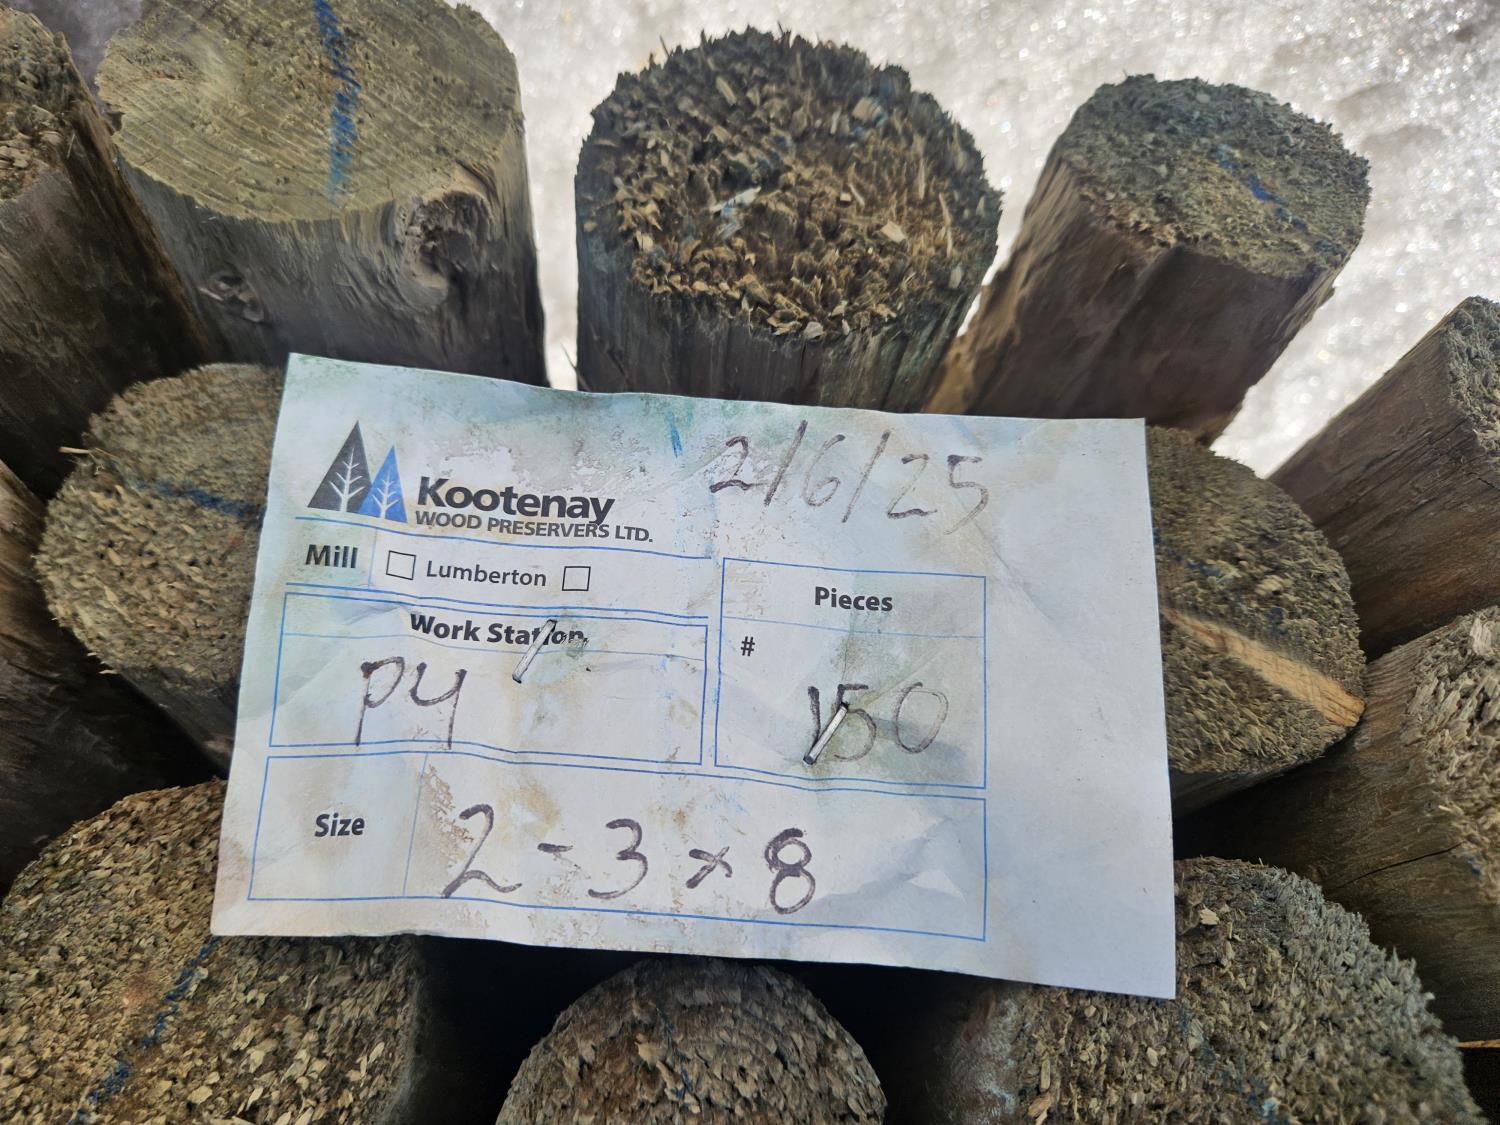 Kootenay
WOOD PRESERVERS LTD.
2/6/25
Mill Lumberton
Work Station
P4
Pieces
#
150
Size 2-3x8